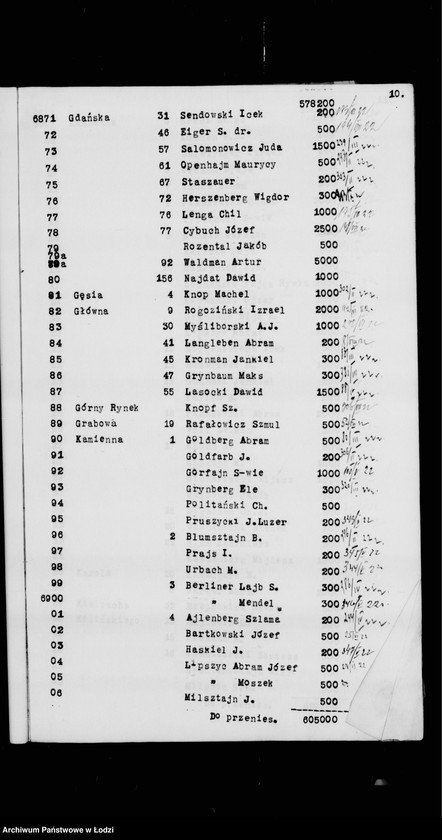 10.
578200
6871 Gdańska 31 Sendowski Icek 200
72 46 Eiger S. dr. 500
73 57 Salomonowicz Juda 1500
74 61 Openhajm Maurycy 500
75 67 Staszauer 200
76 72 Herszenberg Wigdor 300
77 76 Lenga Chil 1000
78 77 Cybuch Józef 2500
79 Rozental Jakób 500
79a 92 Waldman Artur 5000
80 156 Najdat Dawid 1000
81 Gęsia 4 Knop Machel 1000
82 Główna 9 Rogoziński Izrael 2000
83 30 Myśliborski A.J. 1000
84 41 Langleben Abram 200
85 45 Kronman Jankiel 300
86 47 Grynbaum Maks 300
87 55 Lasocki Dawid 1500
88 Górny Rynek Knopf Sz. 500
89 Grabowa 19 Rafałowicz Szmul 500
90 Kamienna 1 Goldberg Abram 500
91 Goldfarb J. 200
92 Gorfajn S-wie 1000
93 Grynberg Ele 300
94 Politański Ch. 500
95 Pruszycki J.Luzer 200
96 2 Blumsztajn B. 200
97 Prajs I. 200
98 Urbach M. 200
99 3 Berliner Lajb S. 300
6900 " Mendel 300
01 4 Ajlenberg Szlama 200
02 Bartkowski Józef 500
03 Haskiel J. 200
04 Lipszyc Abram Józef 500
05 " Moszek 500
06 Milsztajn J. 500
Do przenies. 605000
Archiwum Państwowe w Łodzi